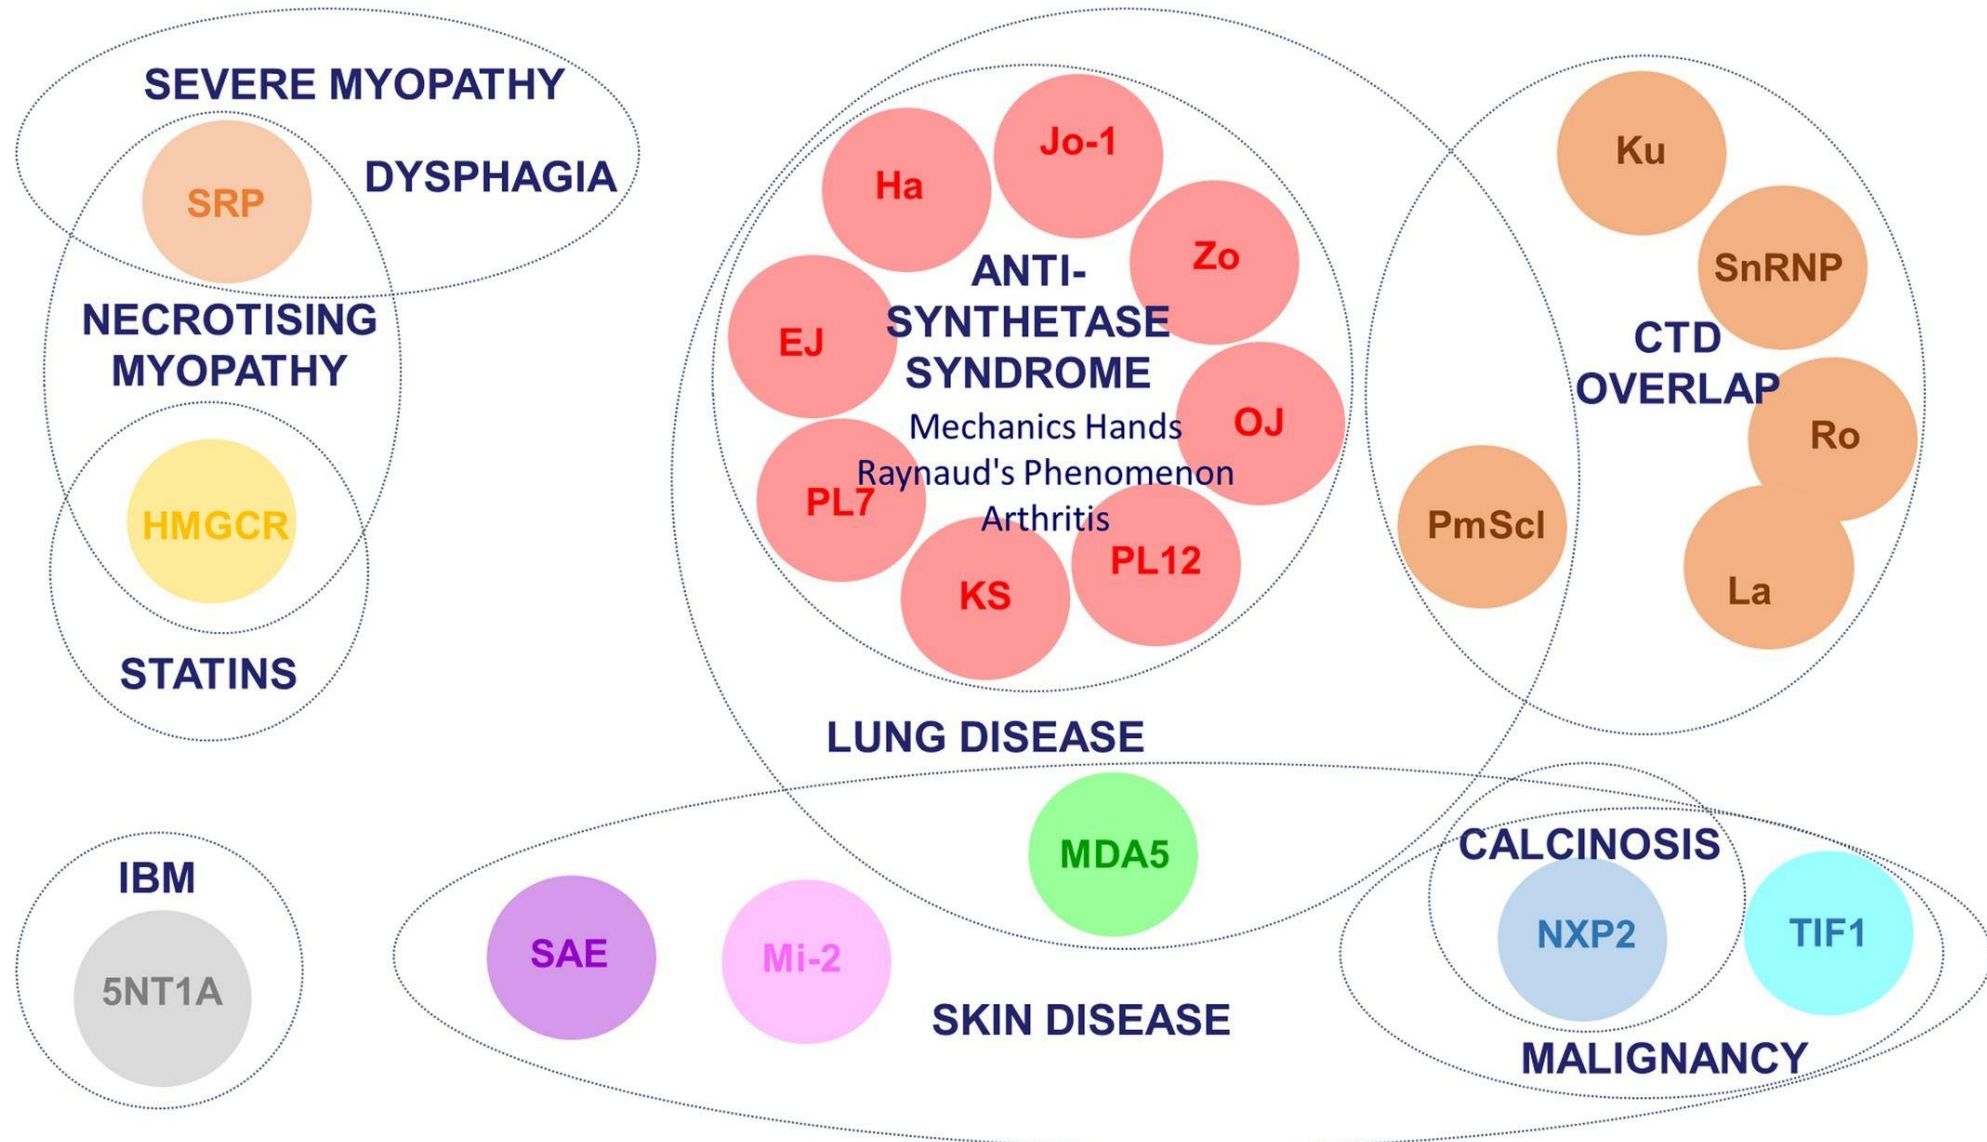 SEVERE MYOPATHY
DYSPHAGIA
SRP
NECROTISING
MYOPATHY
HMGCR
STATINS
IBM
5NT1A
Jo-1
Ha
Zo
EJ
ANTI-
SYNTHETASE
SYNDROME
Mechanics Hands
Raynaud's Phenomenon
Arthritis
OJ
PL7
PL12
KS
LUNG DISEASE
Ku
SnRNP
CTD
OVERLAP
Ro
PmScl
La
MDA5
SAE
Mi-2
SKIN DISEASE
CALCINOSIS
NXP2
TIF1
MALIGNANCY